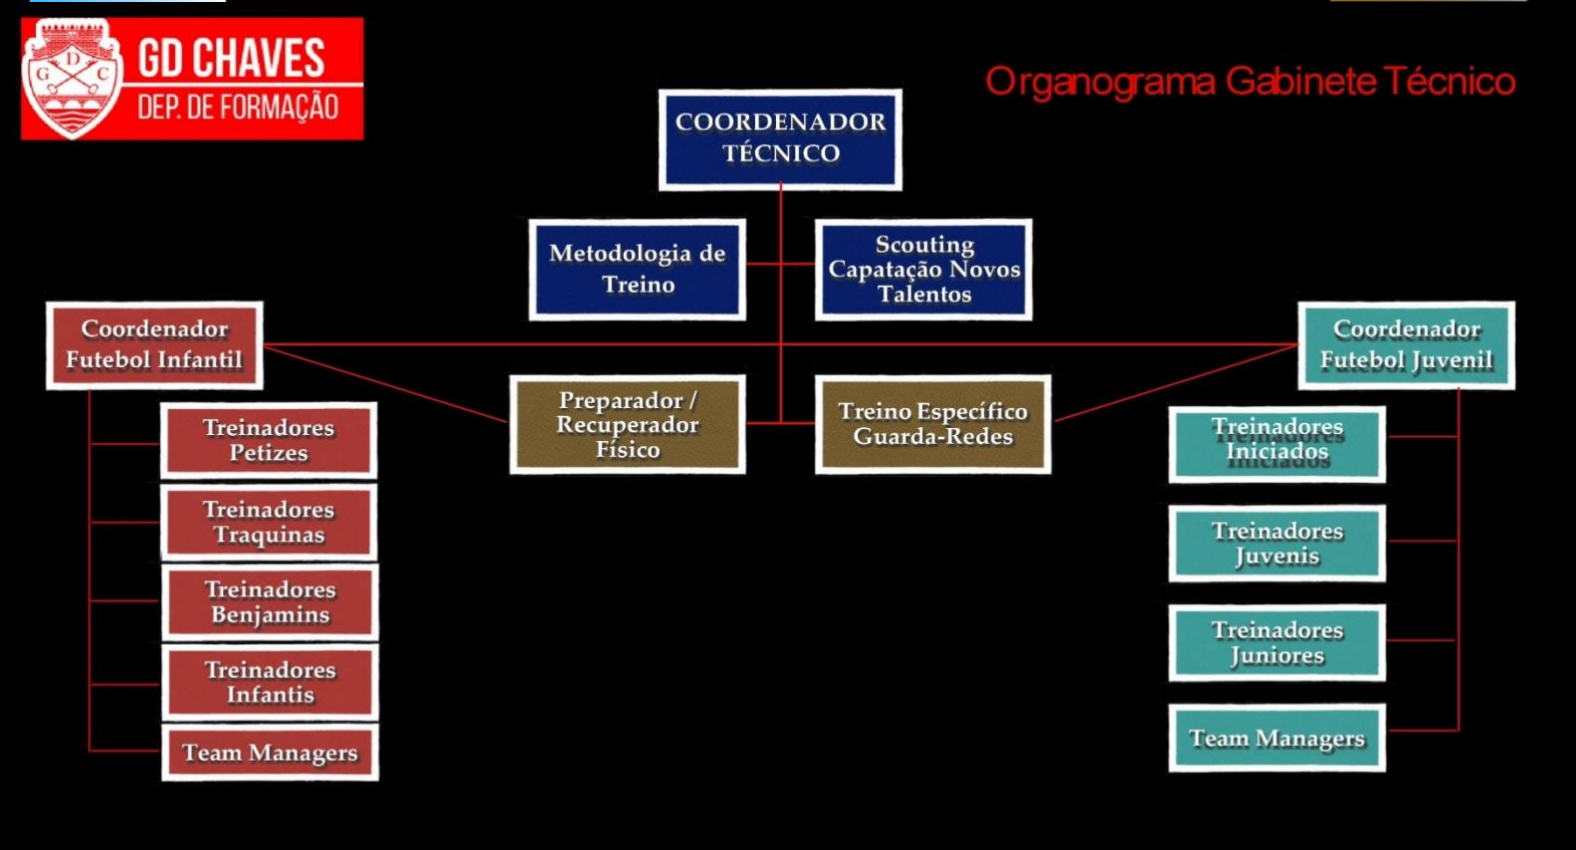 GD CHAVES
DEP. DE FORMAÇÃO
G D C
Organograma Gabinete Técnico
COORDENADOR
TÉCNICO
Metodologia de
Treino
Scouting
Capatação Novos
Talentos
Coordenador
Futebol Infantil
Coordenador
Futebol Juvenil
Preparador /
Recuperador
Físico
Treino Específico
Guarda-Redes
Treinadores
Petizes
Treinadores
Traquinas
Treinadores
Benjamins
Treinadores
Infantis
Team Managers
Treinadores
Iniciados
Treinadores
Juvenis
Treinadores
Juniores
Team Managers